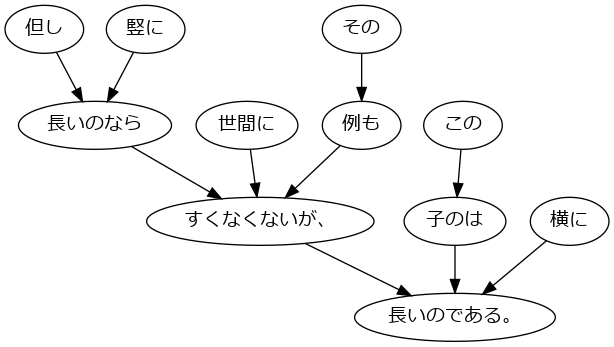 但し
竪に
その
長いのなら
世間に
例も
この
すくなくないが、
子のは
横に
長いのである。